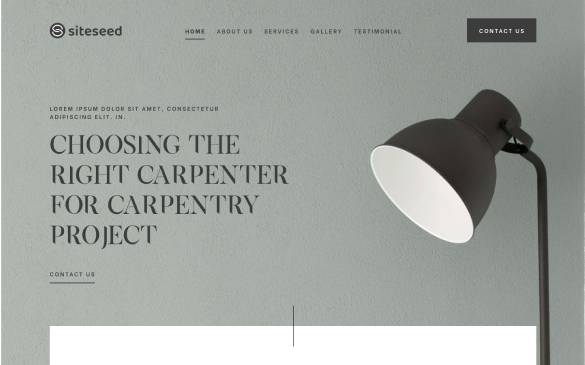 siteseed
HOME ABOUT US SERVICES GALLERY TESTIMONIAL
CONTACT US
LOREM IPSUM DOLOR SIT AMET, CONSECTETUR
ADIPISCING ELIT. IN.
CHOOSING THE
RIGHT CARPENTER
FOR CARPENTRY
PROJECT
CONTACT US